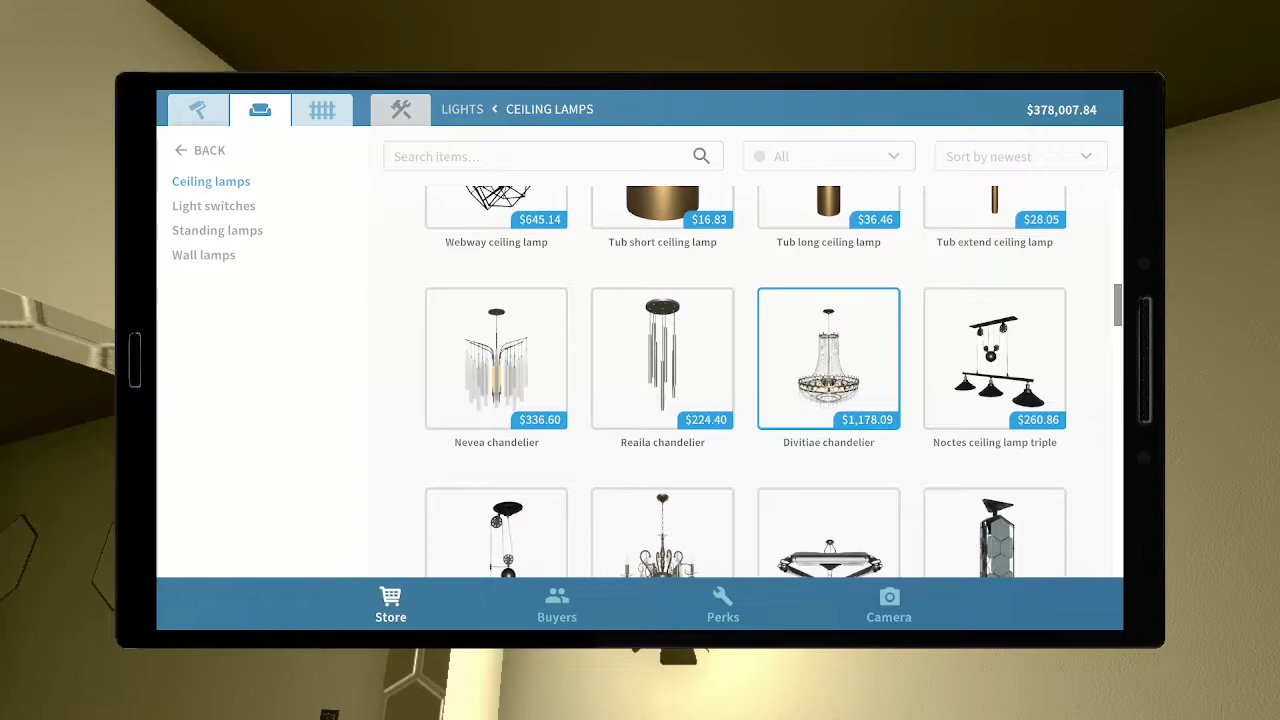 LIGHTS < CEILING LAMPS
$378,007.84
BACK
Search items...
All
Sort by newest
Ceiling lamps
Light switches
Standing lamps
Wall lamps
$645.14
$16.83
$36.46
$28.05
Webway ceiling lamp
Tub short ceiling lamp
Tub long ceiling lamp
Tub extend ceiling lamp
$336.60
$224.40
$1,178.09
$260.86
Nevea chandelier
Reaila chandelier
Divitiae chandelier
Noctes ceiling lamp triple
Store
Buyers
Perks
Camera